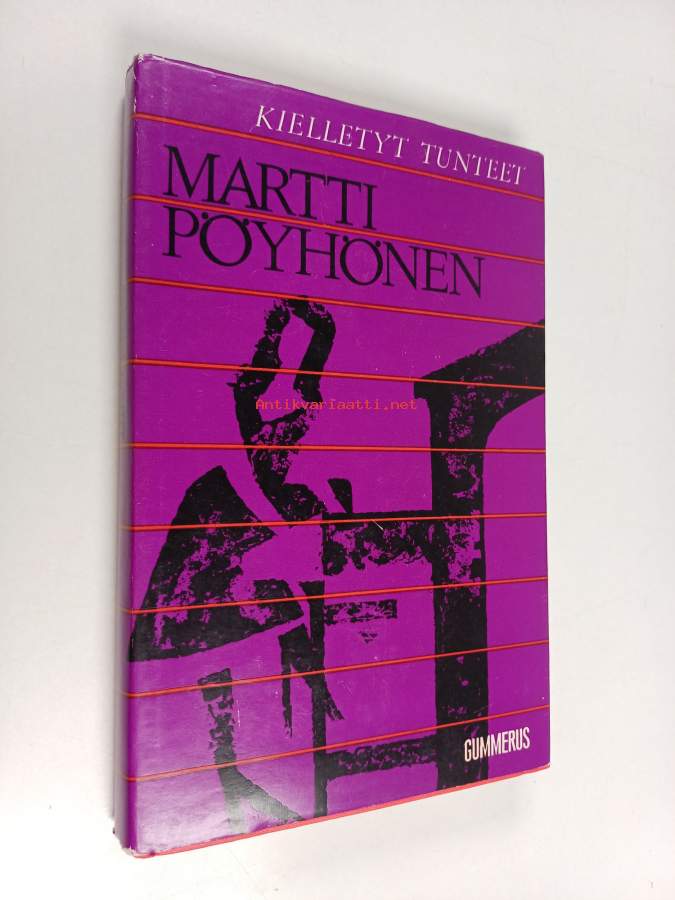 KIELLETYT TUNTEET
MARTTI
PÖYHÖNEN
Antikvariaatti.net
GUMMERUS